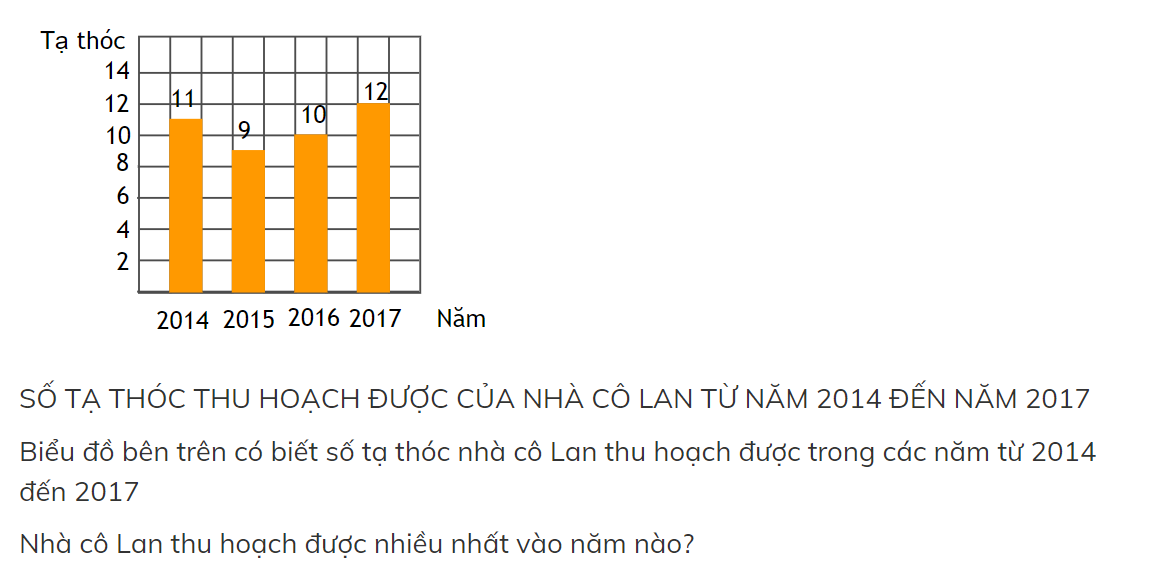 Tạ thóc
14
12
10
8
6
4
2
11
9
10
12
2014 2015 2016 2017 Năm
SỐ TẠ THÓC THU HOẠCH ĐƯỢC CỦA NHÀ CÔ LAN TỪ NĂM 2014 ĐẾN NĂM 2017
Biểu đồ bên trên có biết số tạ thóc nhà cô Lan thu hoạch được trong các năm từ 2014
đến 2017
Nhà cô Lan thu hoạch được nhiều nhất vào năm nào?